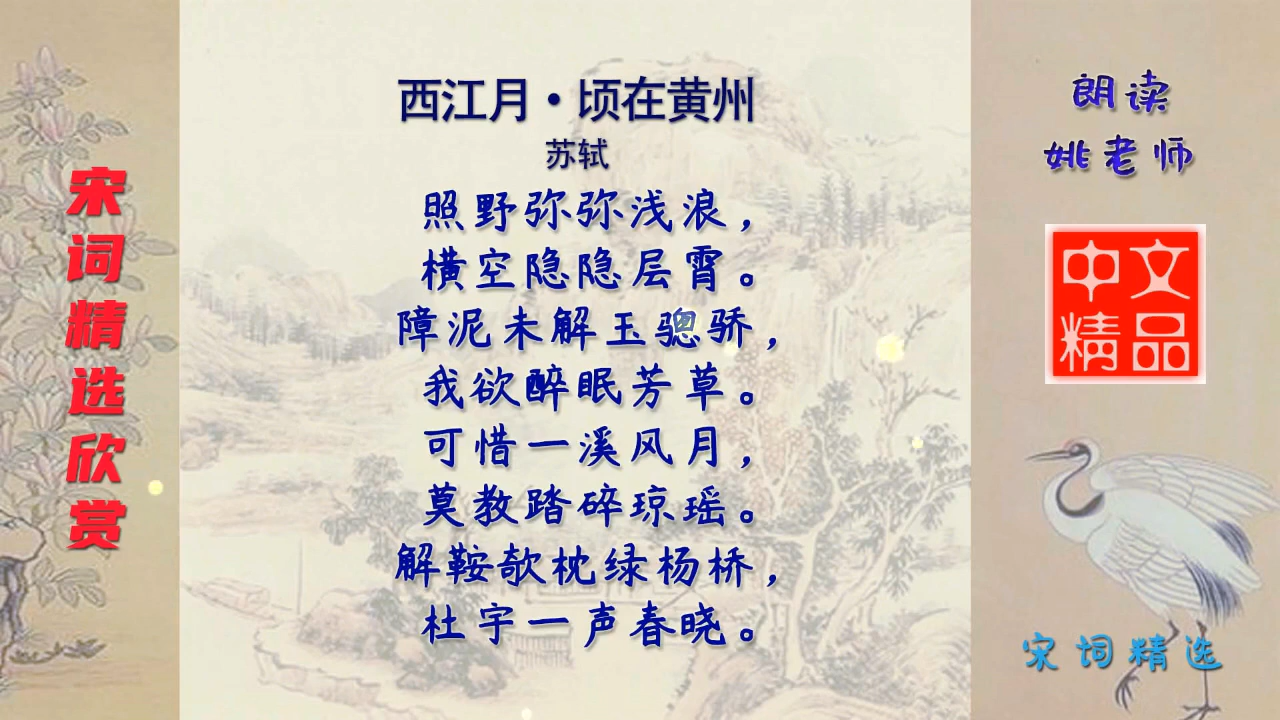 宋词精选欣赏
西江月·顷在黄州
苏轼
照野弥弥浅浪，
横空隐隐层霄。
障泥未解玉骢骄，
我欲醉眠芳草。
可惜一溪风月，
莫教踏碎琼瑶。
解鞍欹枕绿杨桥，
杜宇一声春晓。
朗读
姚老师
中文
精品
宋词精选